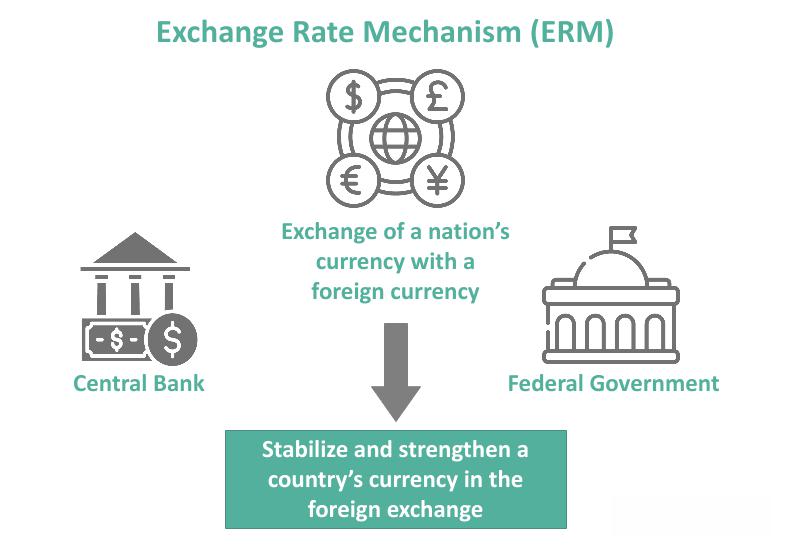 Exchange Rate Mechanism (ERM)
$
£
€
¥
Exchange of a nation's
currency with a
foreign currency
-$-
$
Central Bank
Federal Government
Stabilize and strengthen a
country's currency in the
foreign exchange